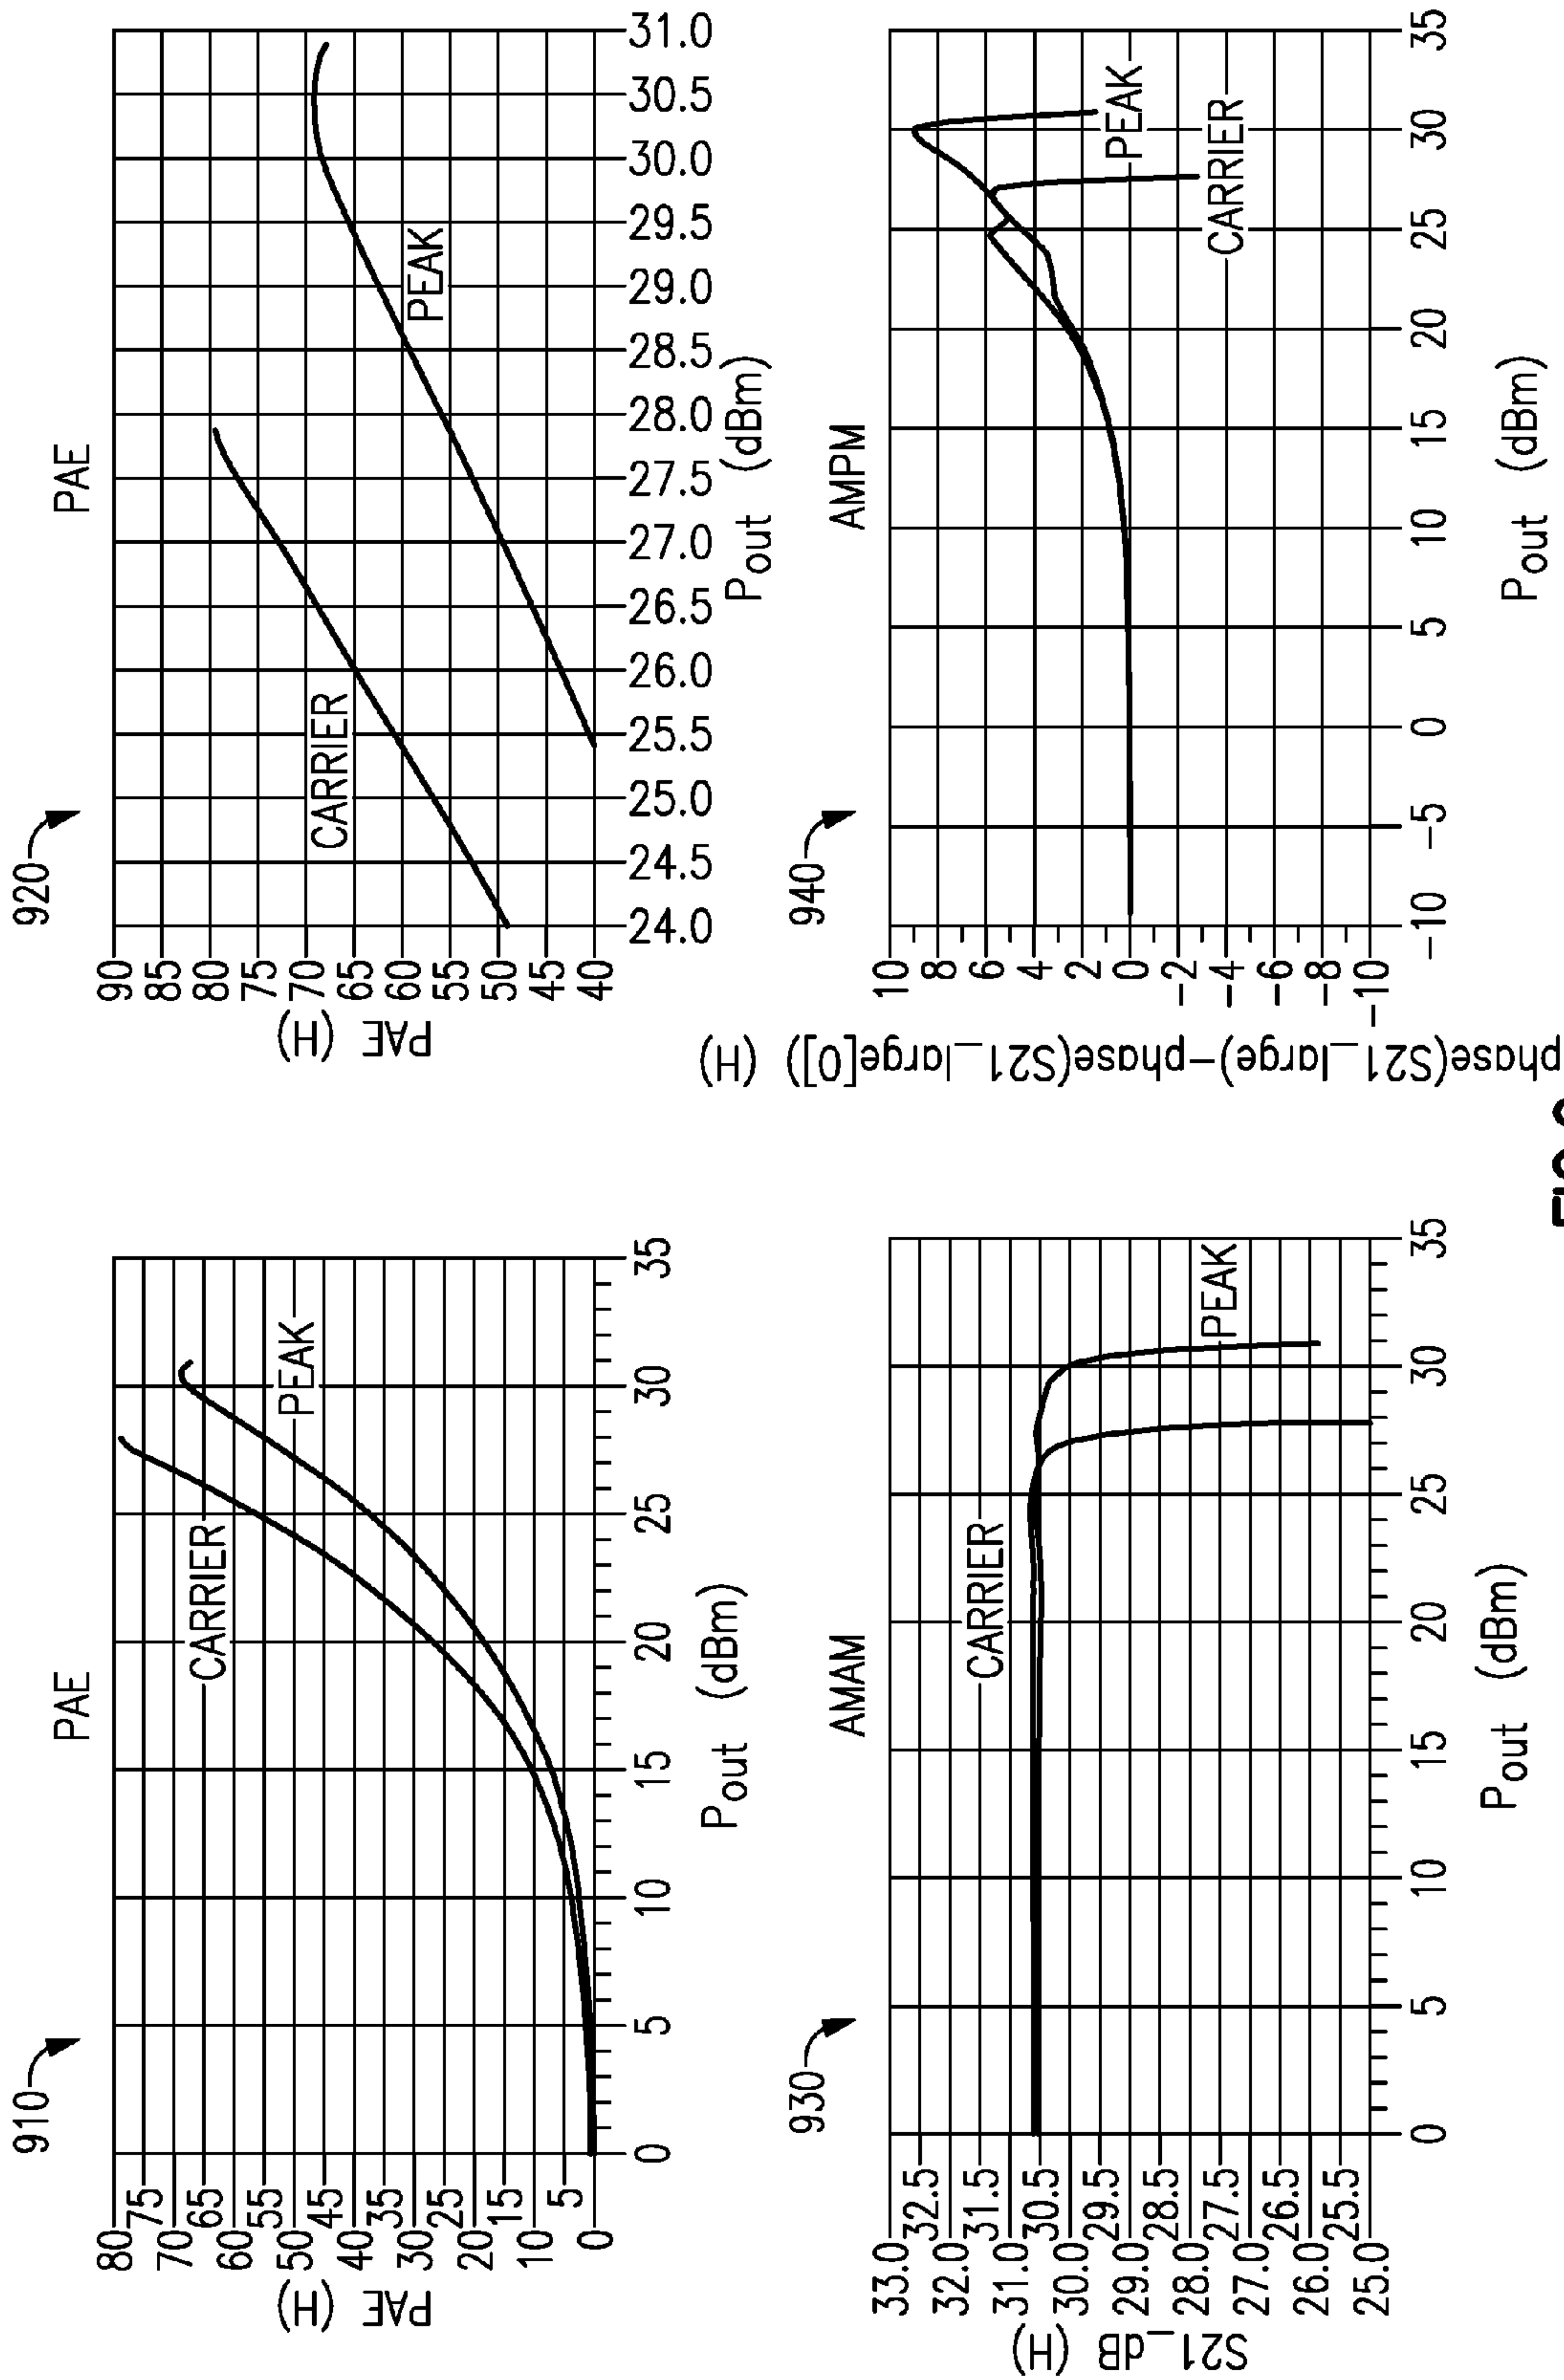 910
PAE
PAE (H)
80
75
70
65
60
55
50
45
40
35
30
25
20
15
10
5
0
CARRIER
PEAK
0 5 10 15 20 25 30 35
Pout (dBm)
920
PAE
PAE (H)
90
85
80
75
70
65
60
55
50
45
40
CARRIER
PEAK
24.0 24.5 25.0 25.5 26.0 26.5 27.0 27.5 28.0 28.5 29.0 29.5 30.0 30.5 31.0
Pout (dBm)
930
AMAM
S21_dB (H)
33.0
32.5
32.0
31.5
31.0
30.5
30.0
29.5
29.0
28.5
28.0
27.5
27.0
26.5
26.0
25.5
25.0
CARRIER
PEAK
0 5 10 15 20 25 30 35
Pout (dBm)
940
AMPM
phase(S21_large)-phase(S21_large[0]) (H)
10
8
6
4
2
0
-2
-4
-6
-8
-10
PEAK
CARRIER
-10 -5 0 5 10 15 20 25 30 35
Pout (dBm)